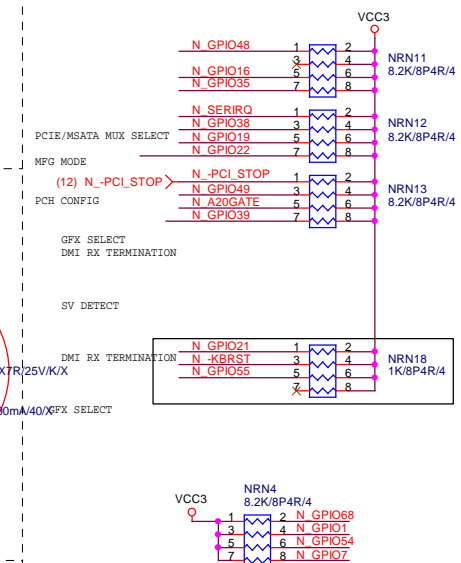 VCC3
N_GPIO48 1 2
3 4 NRN11
N_GPIO16 5 6 8.2K/8P4R/4
N_GPIO35 7 8
N_SERIRQ 1 2
N_GPIO38 3 4 NRN12
PCIE/MSATA MUX SELECT N_GPIO19 5 6 8.2K/8P4R/4
N_GPIO22 7 8
MFG MODE
(12) N_-PCI_STOP N_-PCI_STOP 1 2
PCH CONFIG N_GPIO49 3 4 NRN13
N_A20GATE 5 6 8.2K/8P4R/4
N_GPIO39 7 8
GFX SELECT
DMI RX TERMINATION
SV DETECT
N_GPIO21 1 2
DMI RX TERMINATION N_-KBRST 3 4 NRN18
X7R/25V/K/X N_GPIO55 5 6 1K/8P4R/4
7 8
0mA/40/X GFX SELECT
NRN4
VCC3 8.2K/8P4R/4
1 2 N_GPIO68
3 4 N_GPIO1
5 6 N_GPIO54
7 8 N_GPIO7